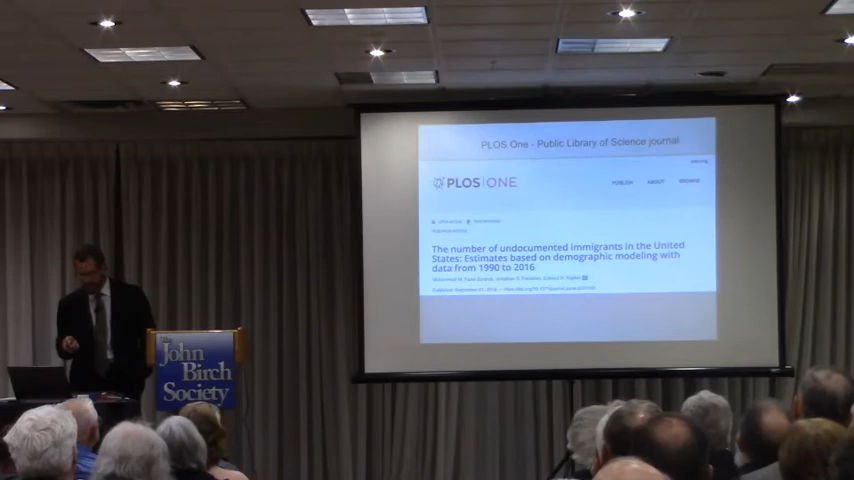 PLOS One - Public Library of Science journal
PLOS ONE
PUBLISH ABOUT BROWSE
The number of undocumented immigrants in the United
States: Estimates based on demographic modeling with
data from 1990 to 2016
John
Birch
Society